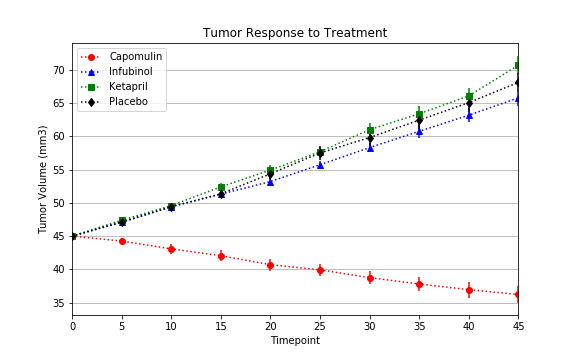 Tumor Response to Treatment
Capomulin
Infubinol
Ketapril
Placebo
Tumor Volume (mm3)
70
65
60
55
50
45
40
35
0 5 10 15 20 25 30 35 40 45
Timepoint